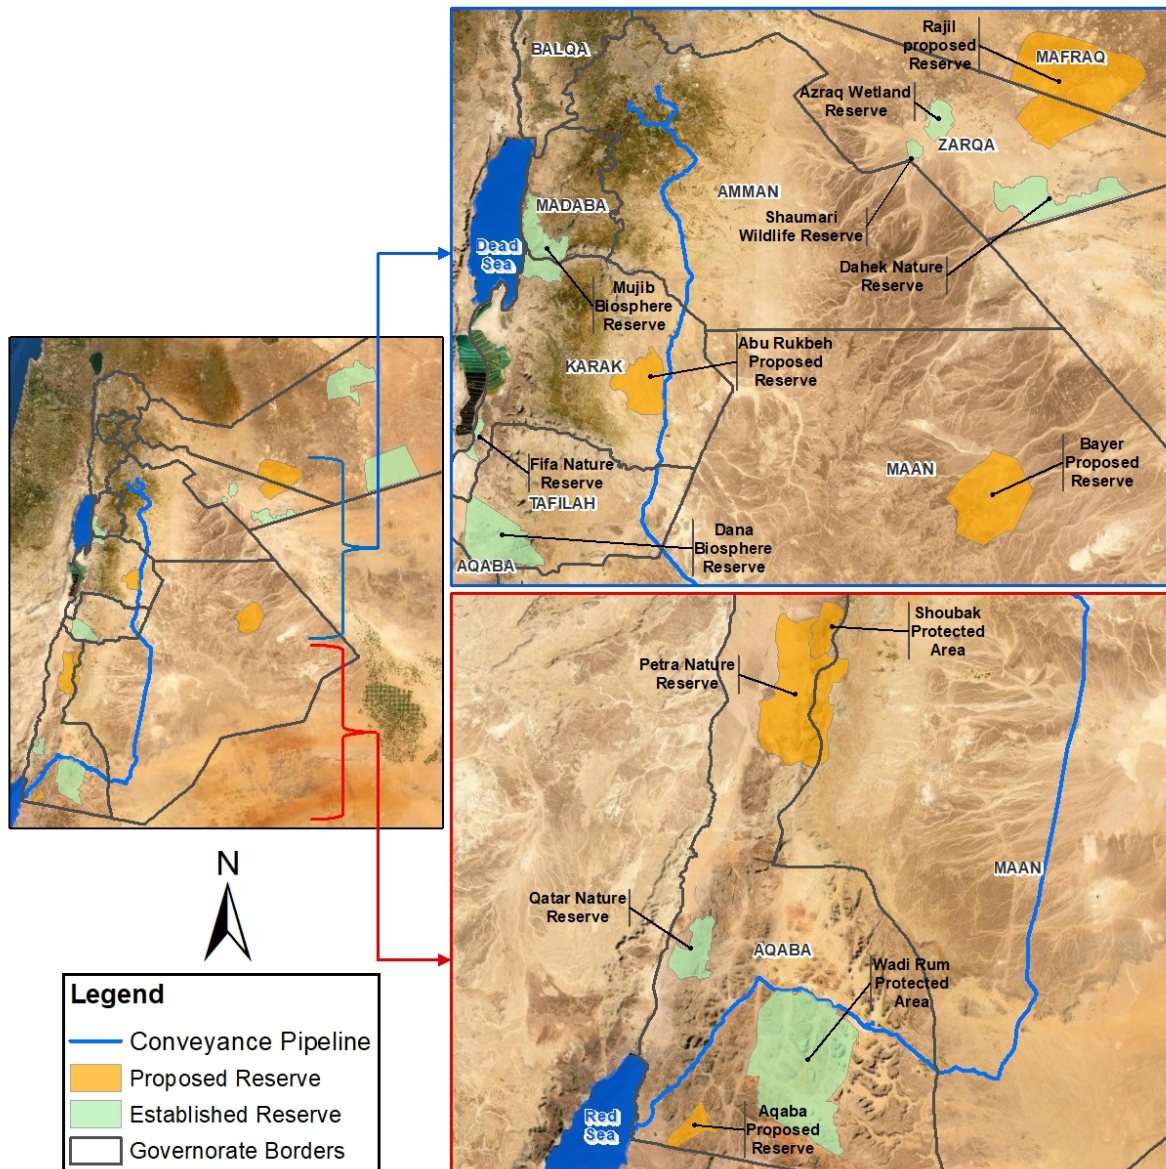 BALQA
Rajil
proposed
Reserve
MAFRAQ
Azraq Wetland
Reserve
ZARQA
AMMAN
MADABA
Shaumari
Wildlife Reserve
Dead
Sea
Dahek Nature
Reserve
Mujib
Biosphere
Reserve
Abu Rukbeh
Proposed
Reserve
KARAK
Bayer
Proposed
Reserve
MAAN
Fifa Nature
Reserve
TAFILAH
Dana
Biosphere
Reserve
AQABA
Shoubak
Protected
Area
Petra Nature
Reserve
MAAN
Qatar Nature
Reserve
AQABA
Wadi Rum
Protected
Area
Red
Sea
Aqaba
Proposed
Reserve
N
Legend
Conveyance Pipeline
Proposed Reserve
Established Reserve
Governorate Borders